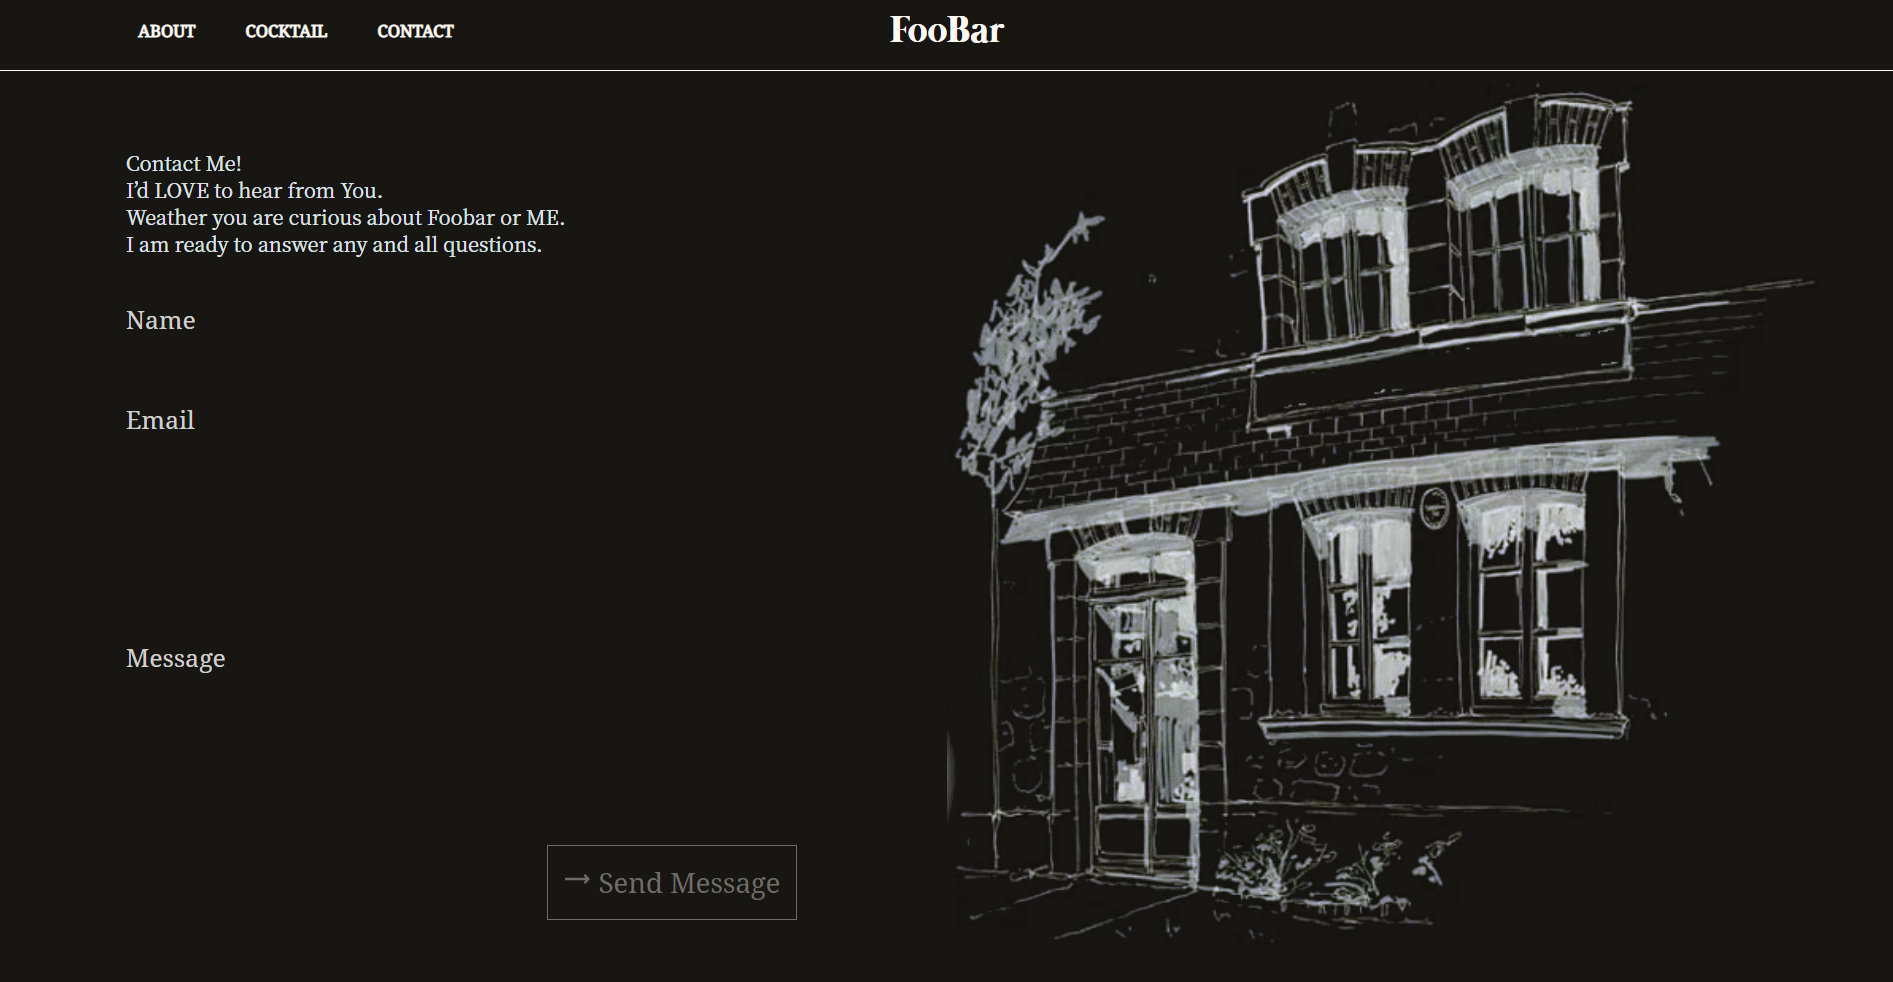 ABOUT COCKTAIL CONTACT FooBar
Contact Me!
I’d LOVE to hear from You.
Weather you are curious about Foobar or ME.
I am ready to answer any and all questions.
Name
Email
Message
→ Send Message